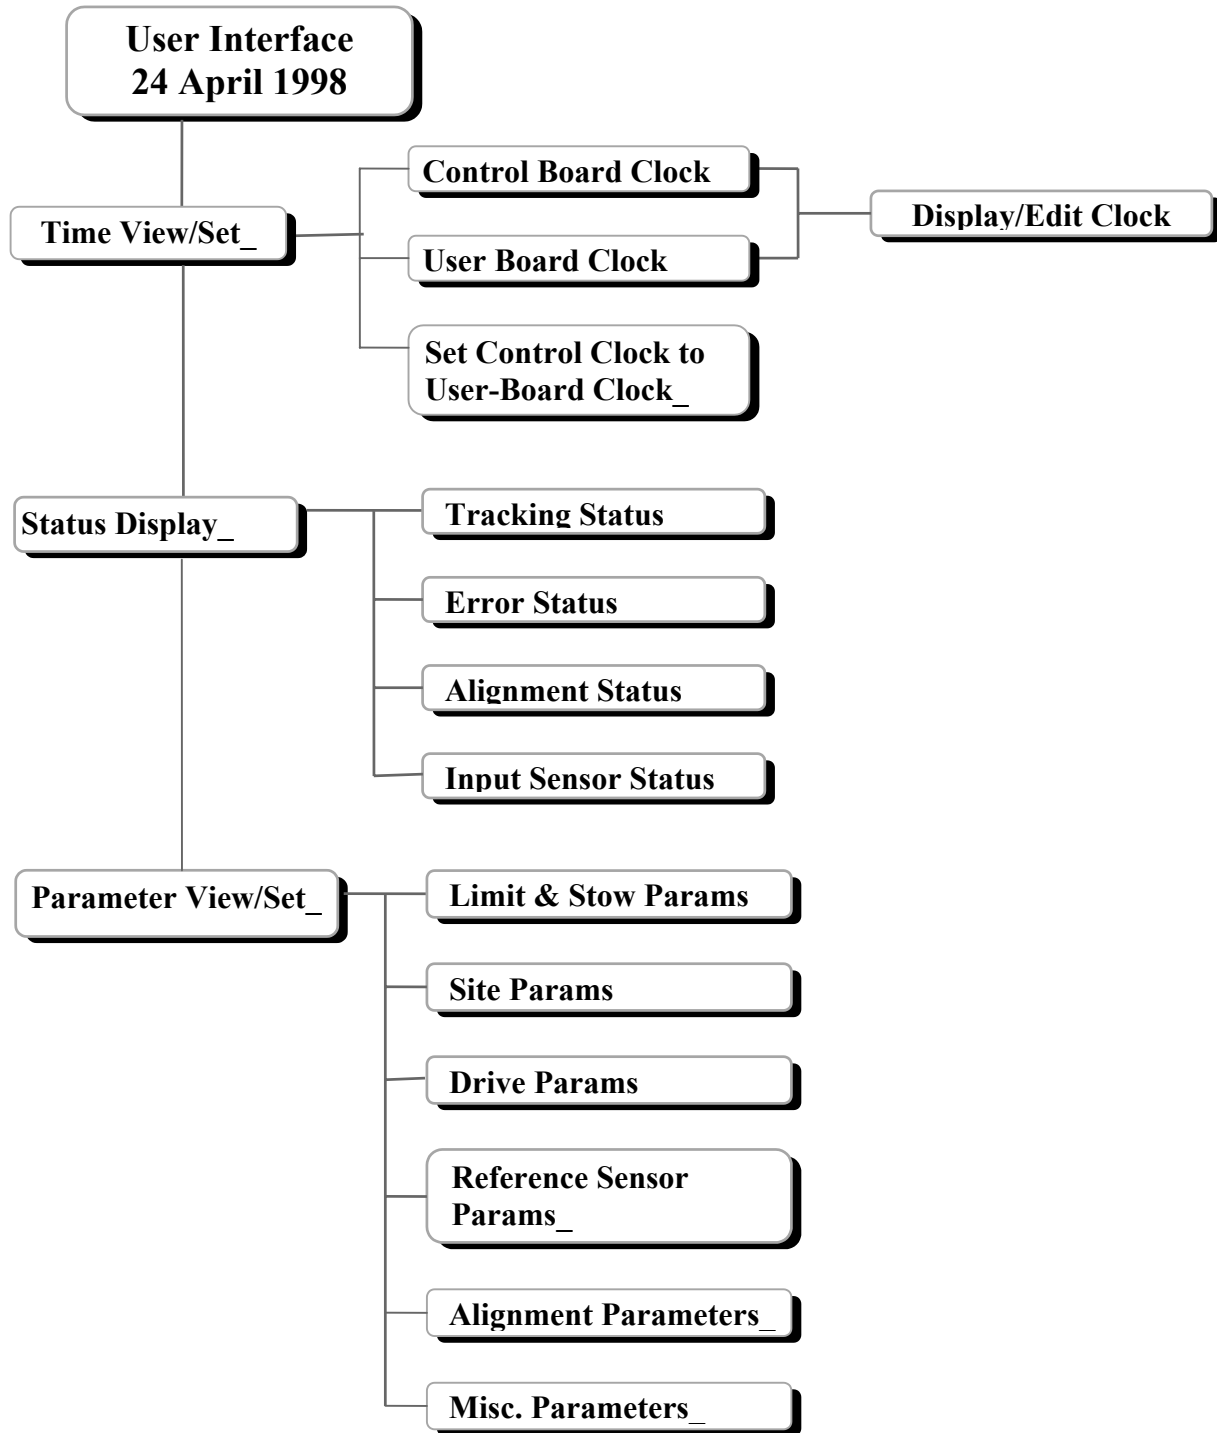 User Interface
24 April 1998
Time View/Set_
Control Board Clock
User Board Clock
Display/Edit Clock
Set Control Clock to
User-Board Clock_
Status Display_
Tracking Status
Error Status
Alignment Status
Input Sensor Status
Parameter View/Set_
Limit & Stow Params
Site Params
Drive Params
Reference Sensor
Params_
Alignment Parameters_
Misc. Parameters_